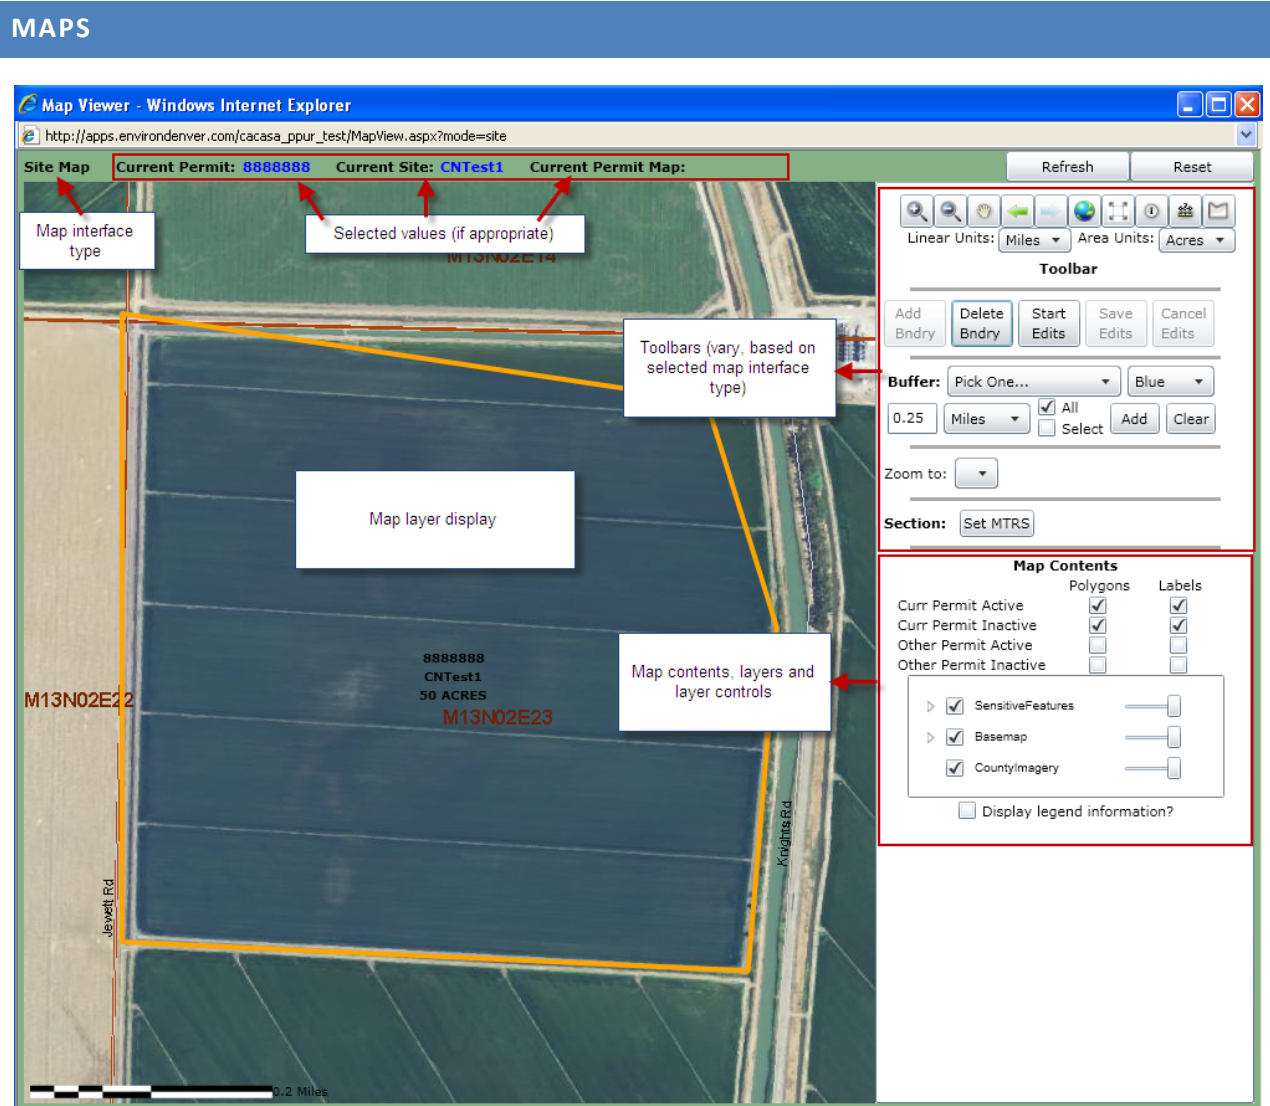 MAPS
Map Viewer - Windows Internet Explorer
http://apps.environdenver.com/cacasa_ppur_test/MapView.aspx?mode=site
Site Map
Current Permit: 8888888 Current Site: CNTest1 Current Permit Map:
Refresh
Reset
Map interface
type
Selected values (if appropriate)
M13N02E14
Linear Units: Miles Area Units: Acres
Toolbar
Add
Bndry
Delete
Bndry
Start
Edits
Save
Edits
Cancel
Edits
Toolbars (vary, based on
selected map interface
type)
Buffer: Pick One... Blue
0.25 Miles
All
Select
Add
Clear
Zoom to:
Section: Set MTRS
Map layer display
Map Contents
Polygons Labels
Curr Permit Active
Curr Permit Inactive
Other Permit Active
Other Permit Inactive
Map contents, layers and
layer controls
SensitiveFeatures
Basemap
CountyImagery
Display legend information?
8888888
CNTest1
50 ACRES
M13N02E22
M13N02E23
Knights Rd
Jewett Rd
0.2 Miles